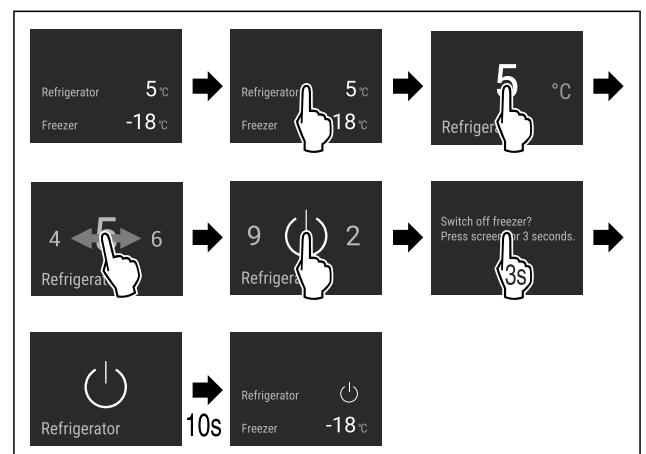 Refrigerator 5 °C
Freezer -18 °C
Refrigerator 5 °C
Freezer 18 °C
5 °C
Refriger
4 5 6
Refrigerat
9 2
Refrigera
Switch off freezer?
Press screen for 3 seconds.
3s
Refrigerator
10s
Refrigerator
Freezer -18 °C